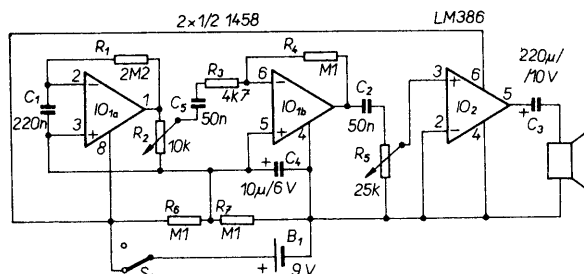 2×1/2 1458
LM386
R1
2M2
C1
220n
2
3
8
1
IO1a
R2
10k
C5
50n
R3
4k7
R4
M1
6
5
IO1b
4
C2
50n
C4
10µ/6V
R5
25k
R6
M1
R7
M1
B1
9V
3
2
6
4
5
IO2
220µ/
/10V
C3